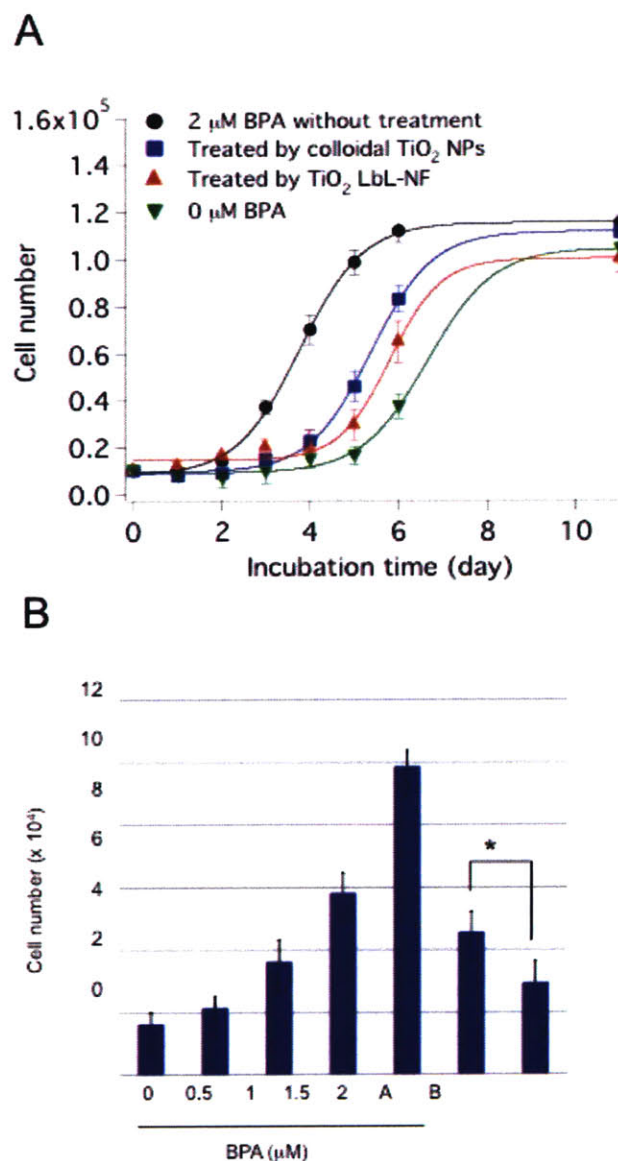 A
1.6x10⁵
1.4
1.2
1.0
0.8
0.6
0.4
0.2
0.0
Cell number
● 2 μM BPA without treatment
■ Treated by colloidal TiO₂ NPs
▲ Treated by TiO₂ LbL-NF
▼ 0 μM BPA
0 2 4 6 8 10
Incubation time (day)
B
12
10
8
6
4
2
0
Cell number (x 10⁴)
*
0 0.5 1 1.5 2 A B
BPA (μM)